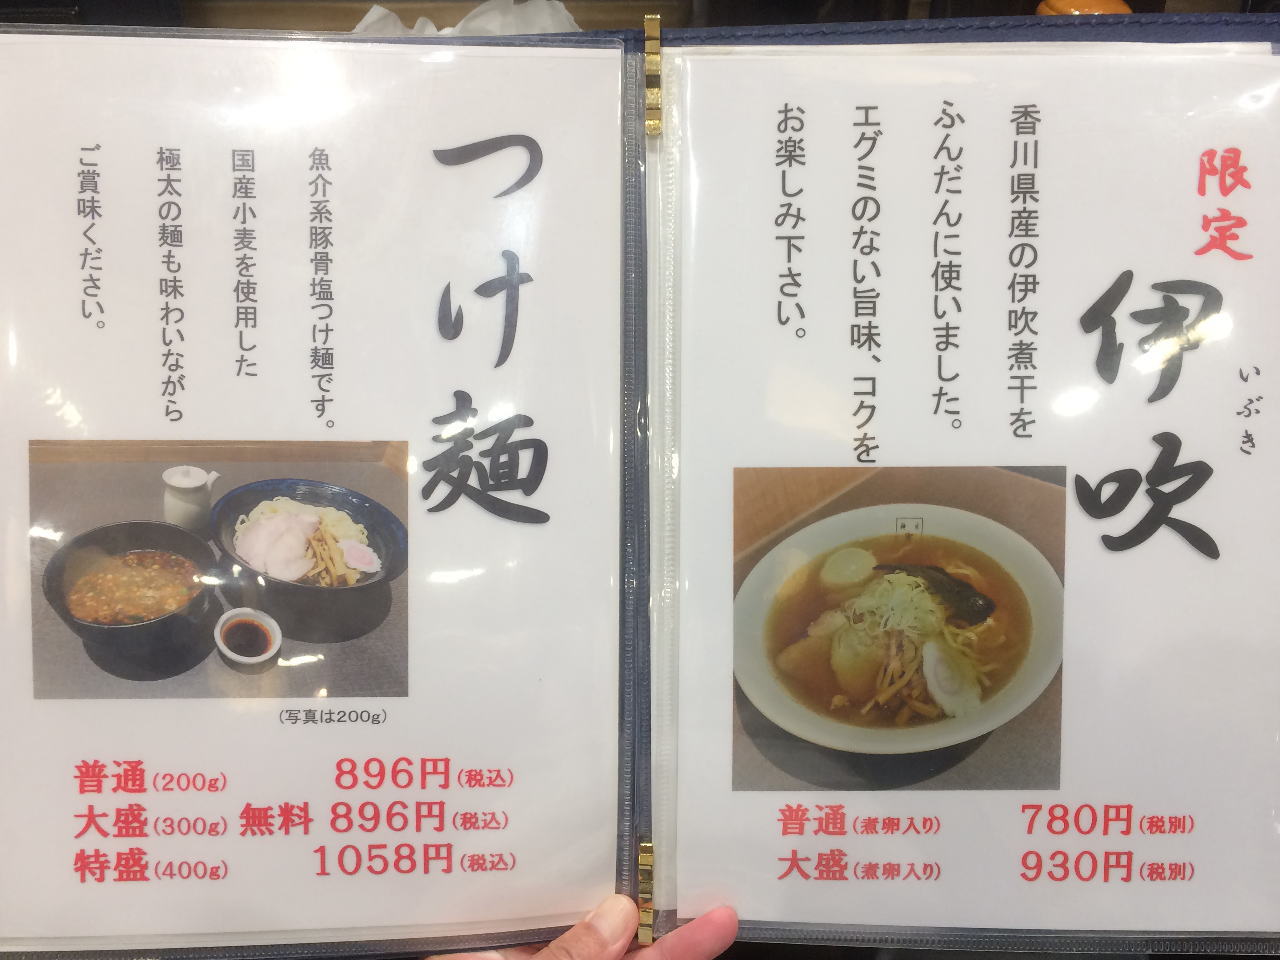 限定
伊吹
いぶき
香川県産の伊吹煮干を
ふんだんに使いました。
エグミのない旨味、コクを
お楽しみ下さい。
普通(煮卵入り) 780円(税別)
大盛(煮卵入り) 930円(税別)
つけ麺
魚介系豚骨塩つけ麺です。
国産小麦を使用した
極太の麺も味わいながら
ご賞味ください。
(写真は200g)
普通(200g) 896円(税込)
大盛(300g) 無料 896円(税込)
特盛(400g) 1058円(税込)